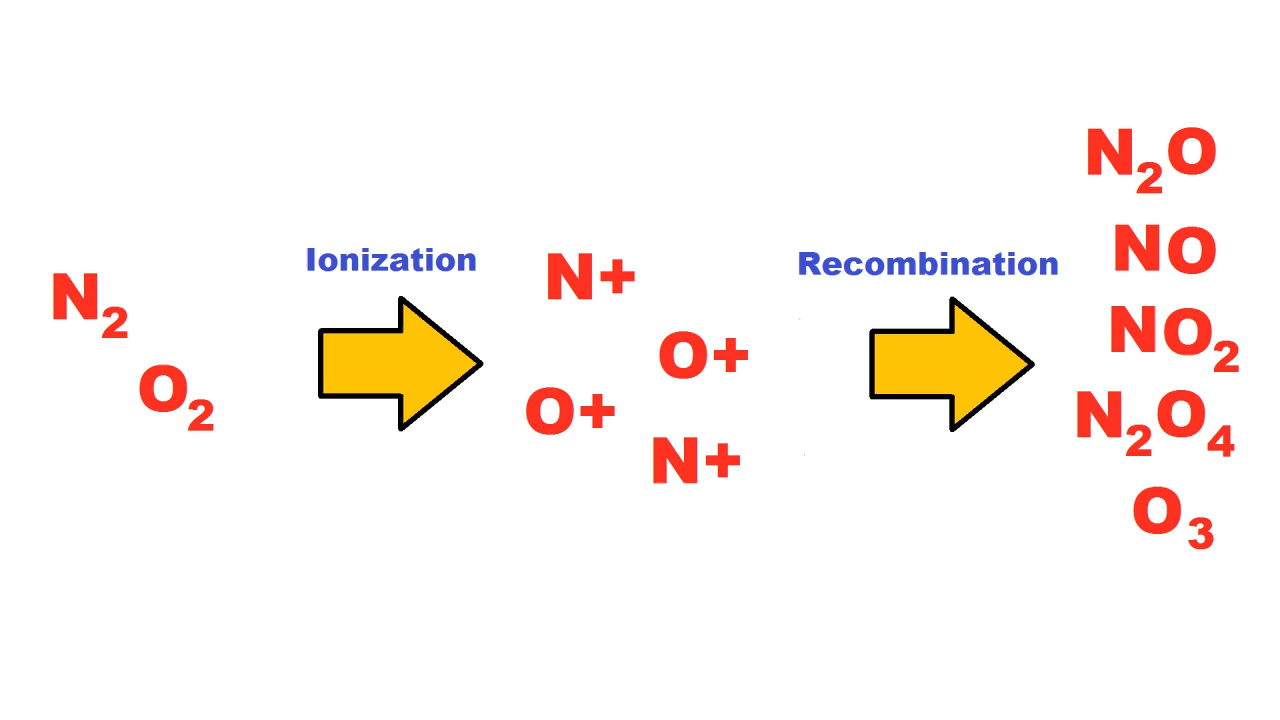 N₂
O₂
Ionization
N+
O+
O+
N+
Recombination
N₂O
NO
NO₂
N₂O₄
O₃